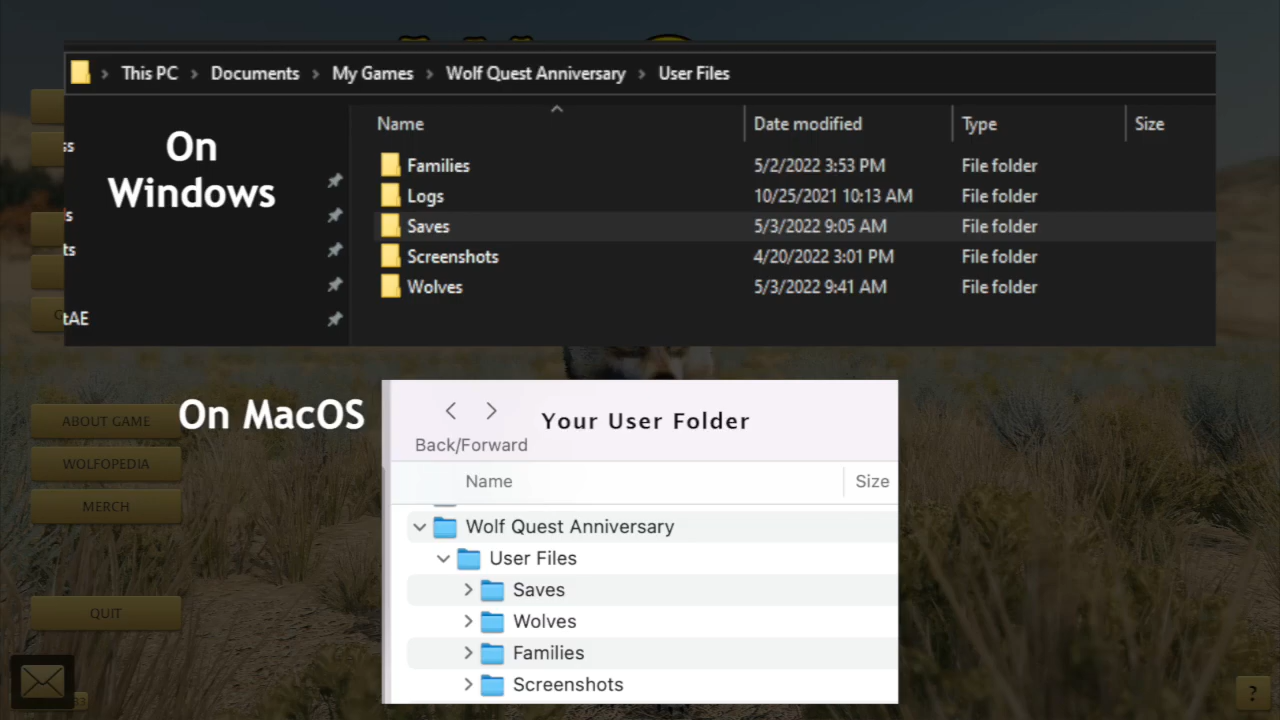 This PC > Documents > My Games > Wolf Quest Anniversary > User Files
On
Windows
Name Date modified Type Size
Families 5/2/2022 3:53 PM File folder
Logs 10/25/2021 10:13 AM File folder
Saves 5/3/2022 9:05 AM File folder
Screenshots 4/20/2022 3:01 PM File folder
Wolves 5/3/2022 9:41 AM File folder
ss
s
ts
tAE
On MacOS
Your User Folder
Back/Forward
Name Size
Wolf Quest Anniversary
User Files
Saves
Wolves
Families
Screenshots
ABOUT GAME
WOLFOPEDIA
MERCH
QUIT
?